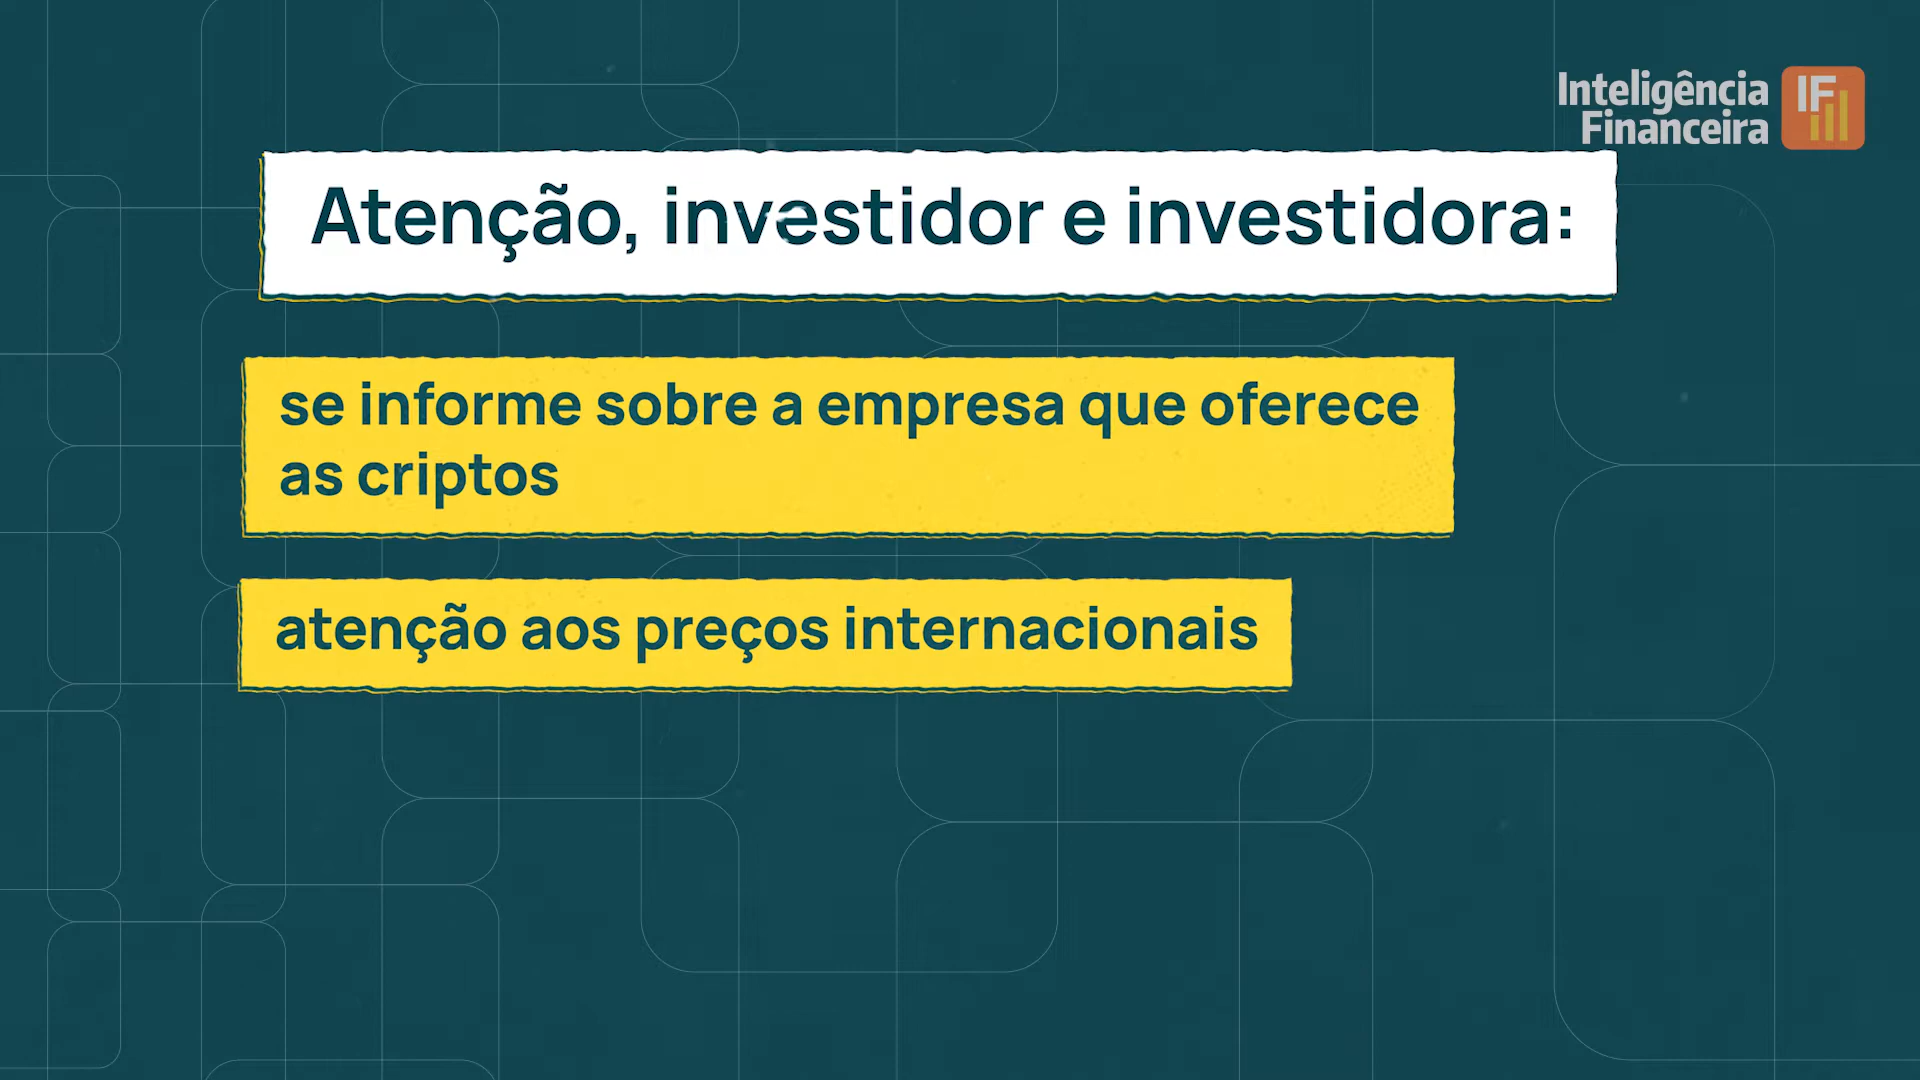 Inteligência
Financeira
IF
Atenção, investidor e investidora:
se informe sobre a empresa que oferece
as criptos
atenção aos preços internacionais